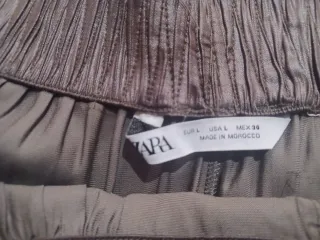 ZARA
EUR L USA L MEX 30
MADE IN MOROCCO